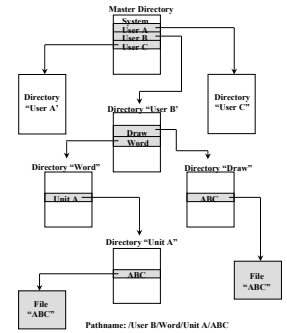 Master Directory
System
User A
User B
User C
Directory
“User A’
Directory
“User C”
Directory “User B’
Draw
Word
Directory “Word”
Directory “Draw”
Unit A
ABC
Directory “Unit A”
ABC
File
“ABC”
File
“ABC”
Pathname: /User B/Word/Unit A/ABC